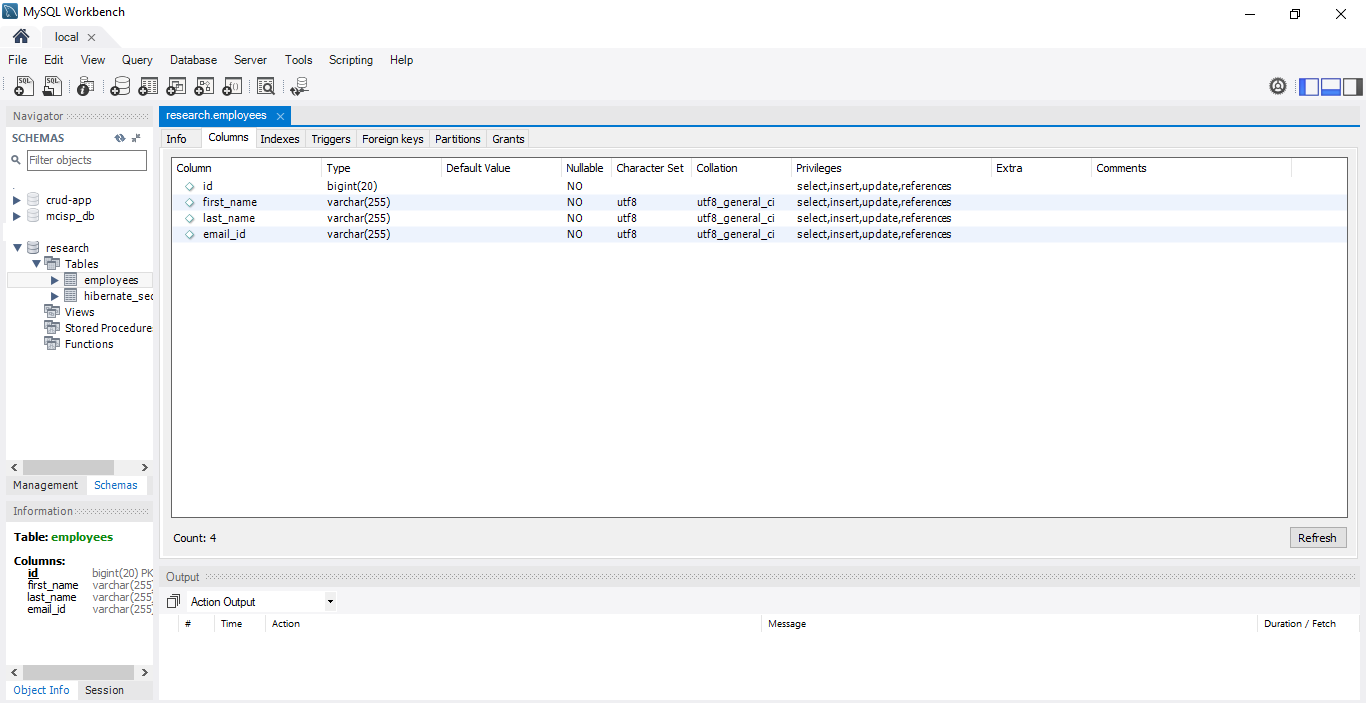 MySQL Workbench
local
File Edit View Query Database Server Tools Scripting Help
Navigator
SCHEMAS
Filter objects
crud-app
mcisp_db
research
Tables
employees
hibernate_sec
Views
Stored Procedure
Functions
Management Schemas
Information
Table: employees
Columns:
id bigint(20) PK
first_name varchar(255)
last_name varchar(255)
email_id varchar(255)
Object Info Session
research.employees
Info Columns Indexes Triggers Foreign keys Partitions Grants
Column Type Default Value Nullable Character Set Collation Privileges Extra Comments
id bigint(20) NO select,insert,update,references
first_name varchar(255) NO utf8 utf8_general_ci select,insert,update,references
last_name varchar(255) NO utf8 utf8_general_ci select,insert,update,references
email_id varchar(255) NO utf8 utf8_general_ci select,insert,update,references
Count: 4
Refresh
Output
Action Output
# Time Action Message Duration / Fetch